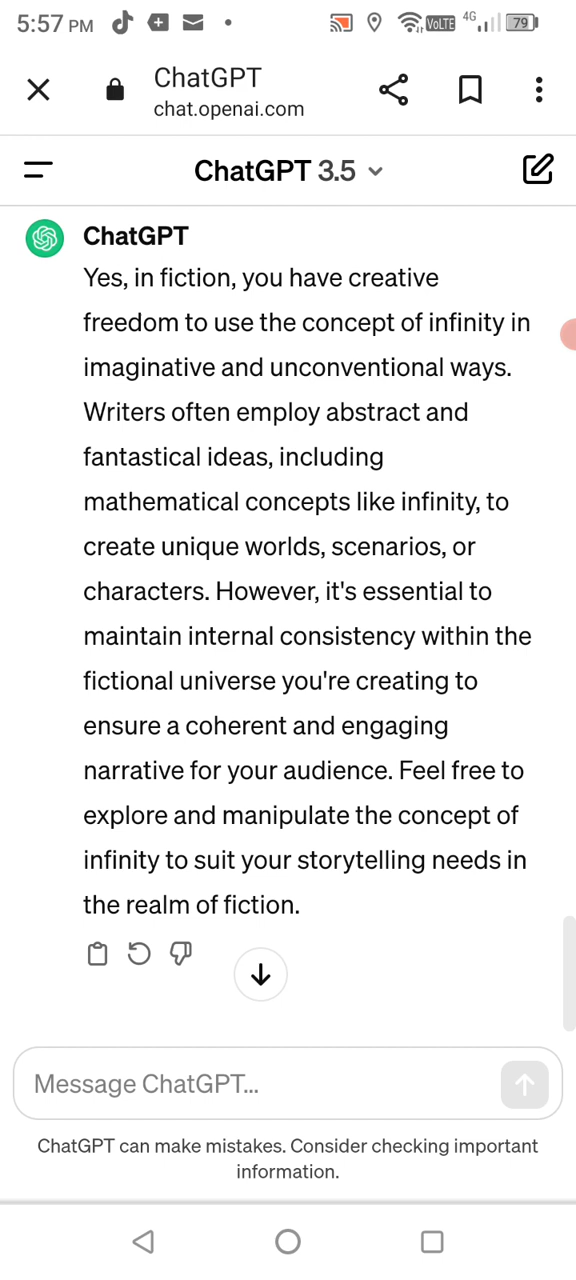 5:57 PM
VoLTE 4G 79
ChatGPT
chat.openai.com
ChatGPT 3.5
ChatGPT
Yes, in fiction, you have creative
freedom to use the concept of infinity in
imaginative and unconventional ways.
Writers often employ abstract and
fantastical ideas, including
mathematical concepts like infinity, to
create unique worlds, scenarios, or
characters. However, it's essential to
maintain internal consistency within the
fictional universe you're creating to
ensure a coherent and engaging
narrative for your audience. Feel free to
explore and manipulate the concept of
infinity to suit your storytelling needs in
the realm of fiction.
Message ChatGPT...
ChatGPT can make mistakes. Consider checking important
information.